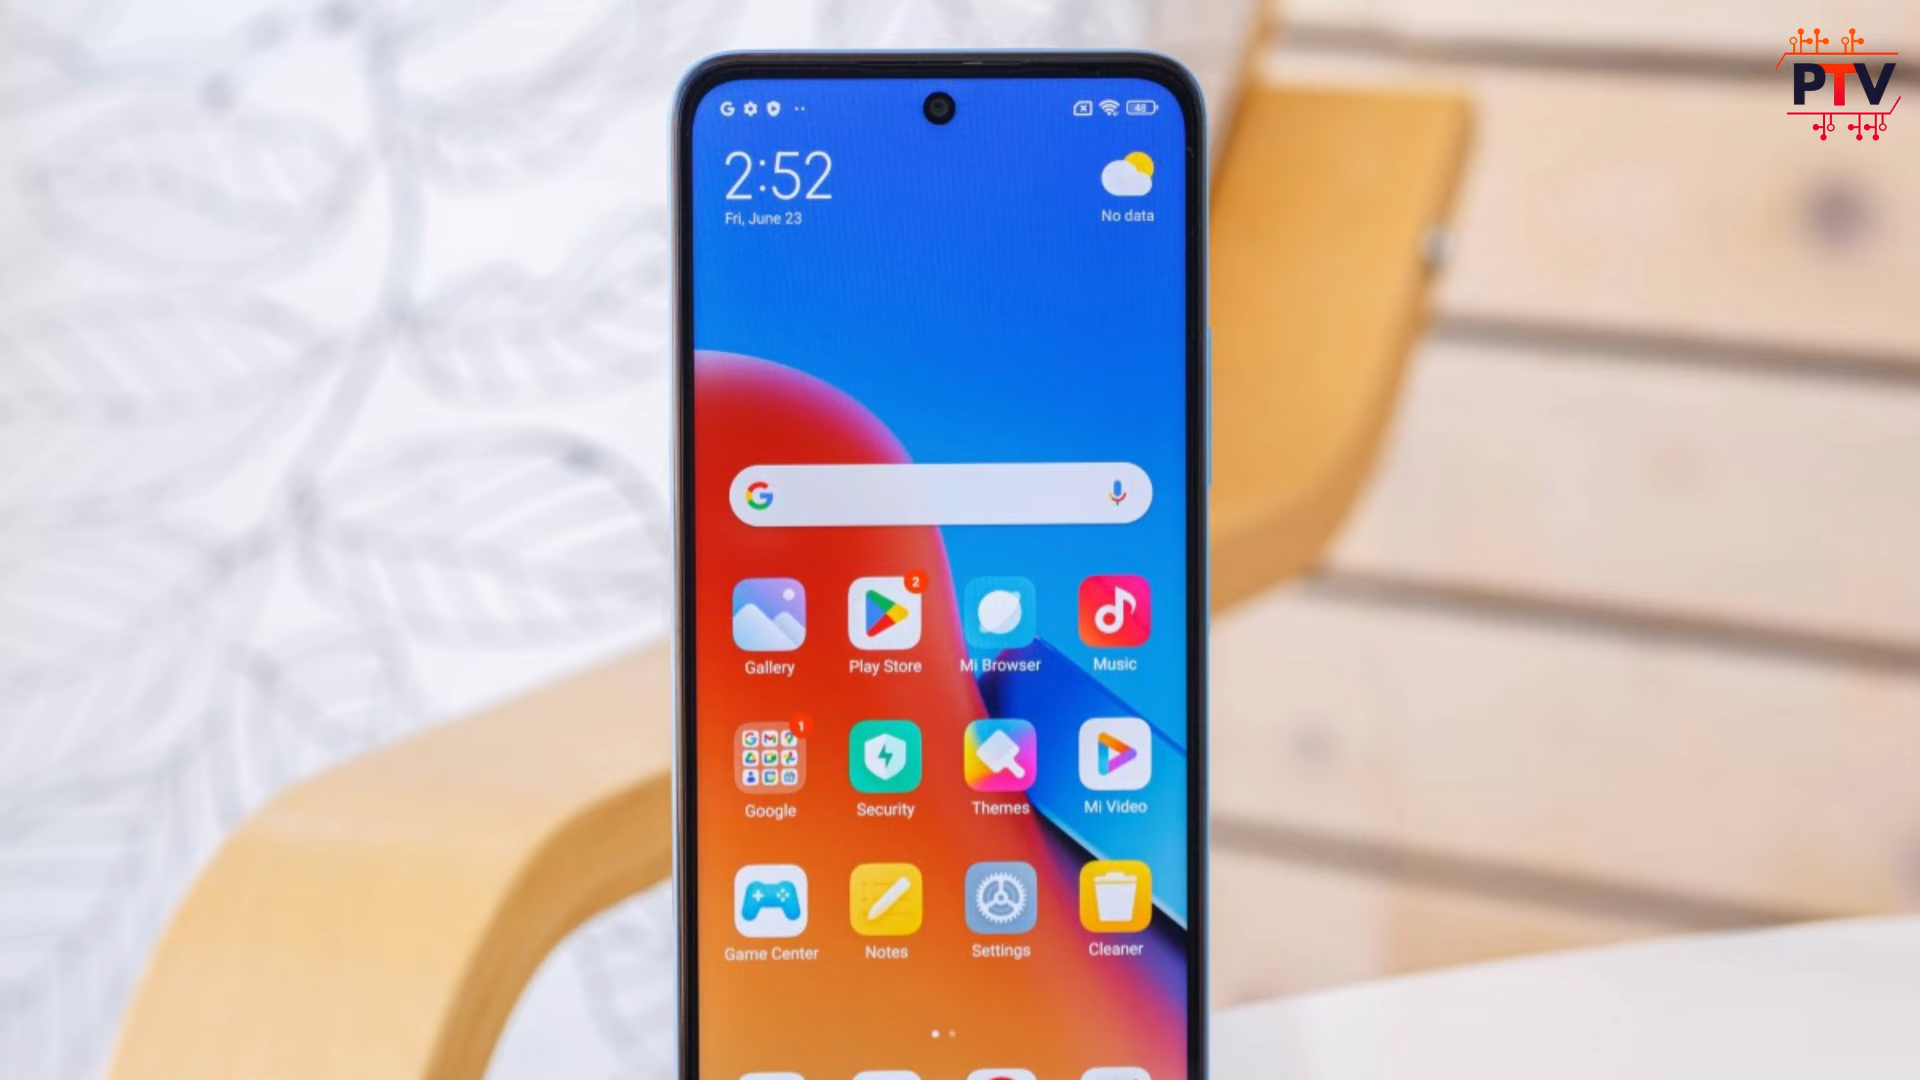 PTV
48
2:52
Fri, June 23
No data
Gallery
Play Store
2
Mi Browser
Music
Google
1
Security
Themes
Mi Video
Game Center
Notes
Settings
Cleaner